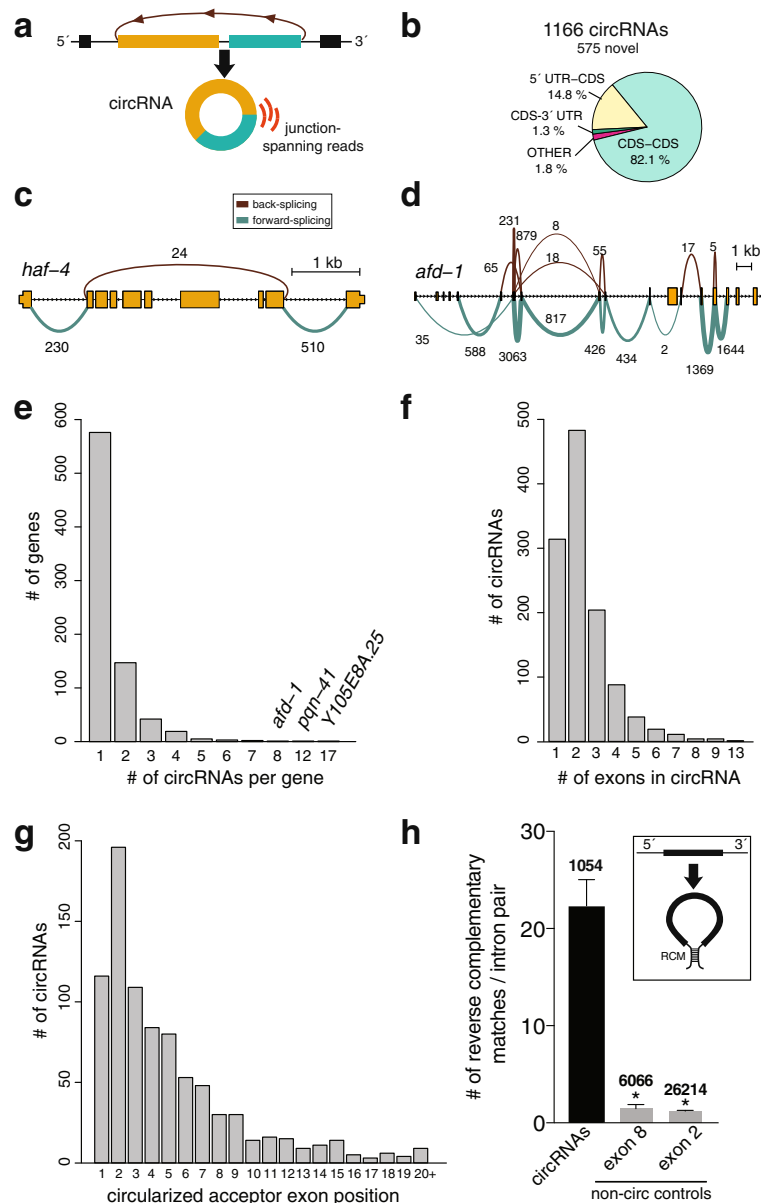 a
5´
3´
circRNA
junction-
spanning reads
b
1166 circRNAs
575 novel
5´ UTR−CDS
14.8 %
CDS-3´ UTR
1.3 %
OTHER
1.8 %
CDS−CDS
82.1 %
c
back-splicing
forward-splicing
haf−4
24
1 kb
230
510
d
afd−1
231
879
8
65
18
55
17
5
1 kb
35
588
3063
817
426
434
2
1369
1644
e
# of genes
0
100
200
300
400
500
600
afd−1
pqn−41
Y105E8A.25
1 2 3 4 5 6 7 8 12 17
# of circRNAs per gene
f
# of circRNAs
0
100
200
300
400
500
1 2 3 4 5 6 7 8 9 13
# of exons in circRNA
g
# of circRNAs
0
50
100
150
200
1 2 3 4 5 6 7 8 9 10 11 12 13 14 15 16 17 18 19 20+
circularized acceptor exon position
h
# of reverse complementary
matches / intron pair
30
20
10
0
1054
6066
*
26214
*
5´
3´
RCM
circRNAs
exon 8
exon 2
non-circ controls